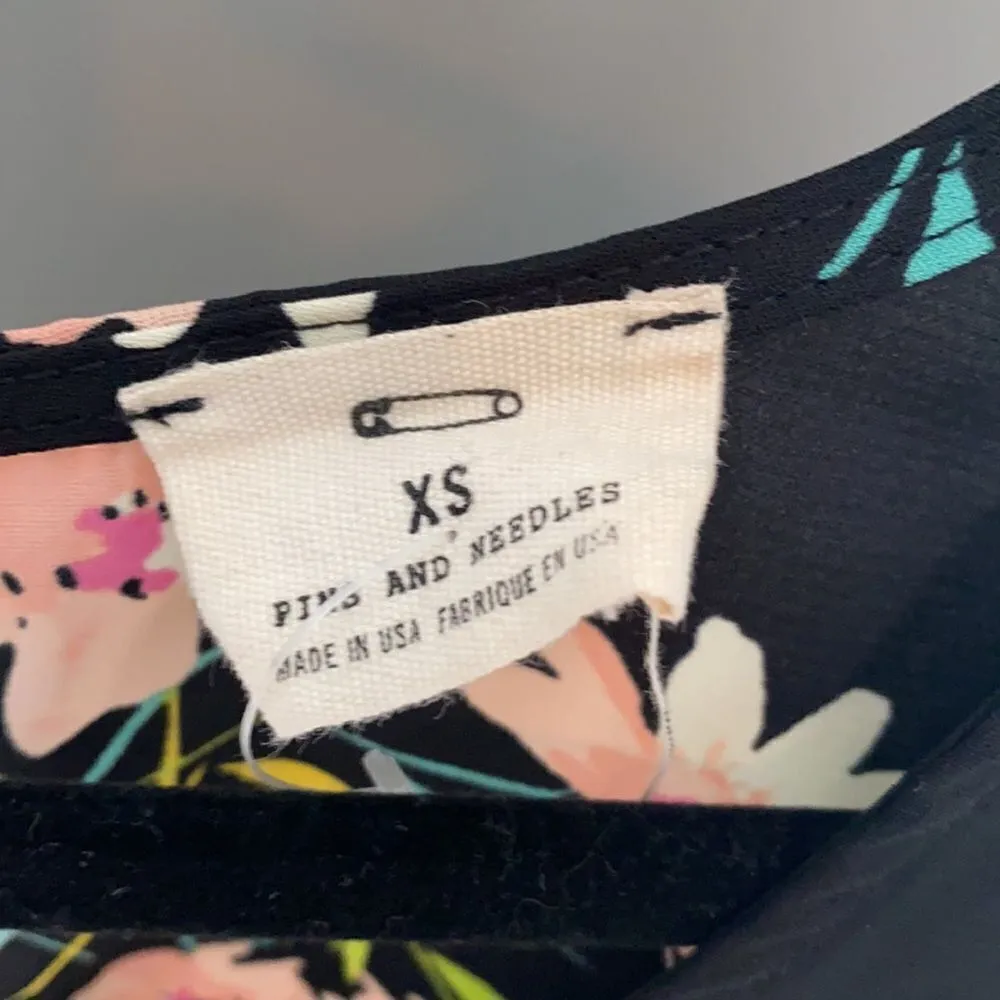 XS
PINS AND NEEDLES
MADE IN USA FABRIQUE EN USA